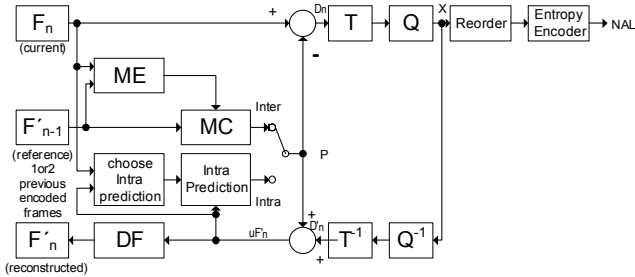 Fn
(current)
+
Dn
T
Q
X
Reorder
Entropy
Encoder
NAL
-
ME
F´n-1
(reference)
1or2
previous
encoded
frames
MC
Inter
P
choose
Intra
prediction
Intra
Prediction
Intra
F´n
(reconstructed)
DF
uF'n
+
D'n
+
T-1
Q-1